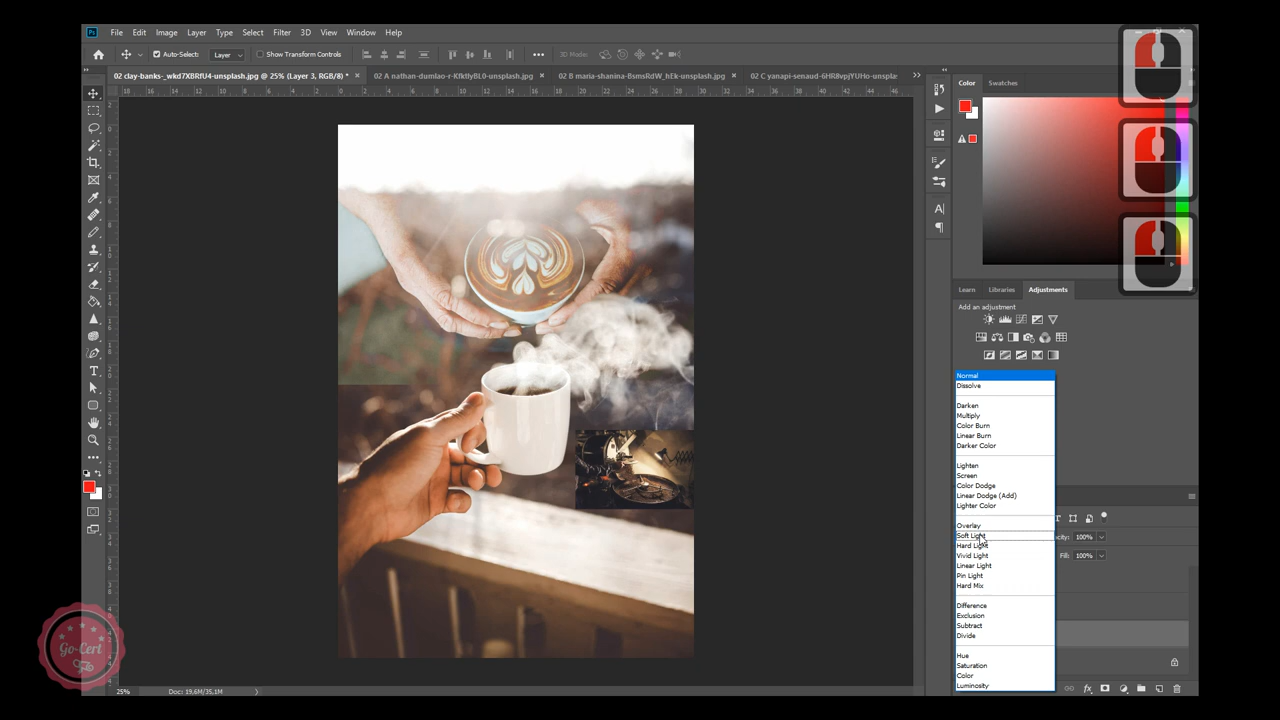 File Edit Image Layer Type Select Filter 3D View Window Help
Auto-Select: Layer Show Transform Controls 3D Mode:
02 clay-banks-_wkd7XBRfU4-unsplash.jpg @ 25% (Layer 3, RGB/8) * × 02 A nathan-dumlao-r-KfktlyBL0-unsplash.jpg × 02 B maria-shanina-BsmsRdW_hEk-unsplash.jpg × 02 C yanapi-senaud-6HR8vpjYUHo-unsplas
Color Swatches
Learn Libraries Adjustments
Add an adjustment
Normal
Dissolve
Darken
Multiply
Color Burn
Linear Burn
Darker Color
Lighten
Screen
Color Dodge
Linear Dodge (Add)
Lighter Color
Overlay
Soft Light
Hard Light
Vivid Light
Linear Light
Pin Light
Hard Mix
Difference
Exclusion
Subtract
Divide
Hue
Saturation
Color
Luminosity
100%
Fill: 100%
Go-Cert
25% Doc: 19,6M/35,1M